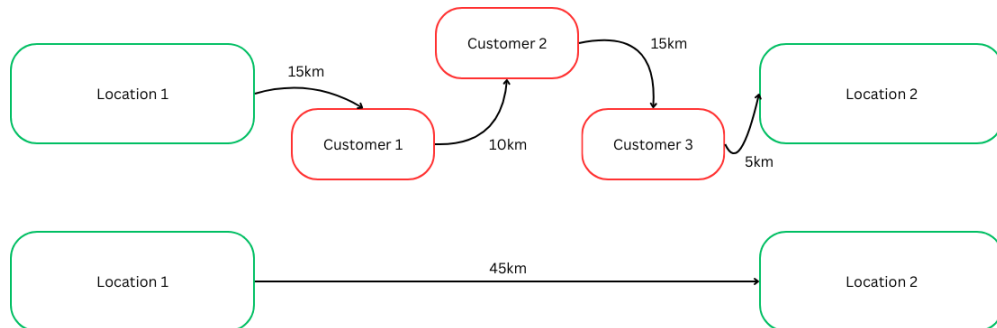 Customer 2
15km
15km
Location 1
Location 2
Customer 1
10km
Customer 3
5km
45km
Location 1
Location 2